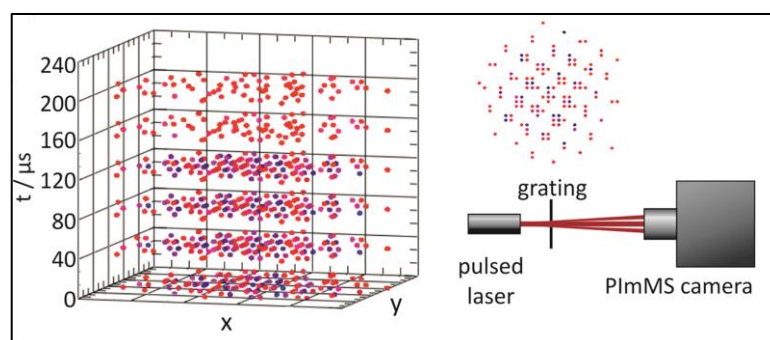 240
200
160
120
80
40
0
t / µs
x
y
grating
pulsed
laser
PImMS camera